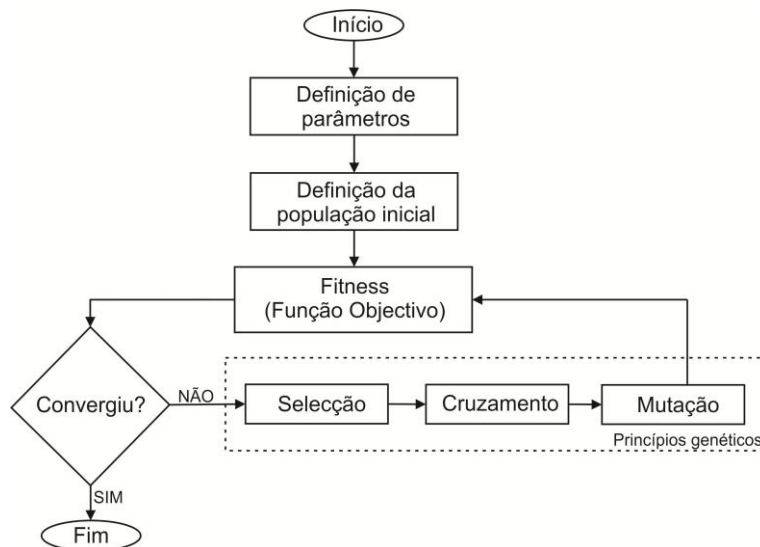 Início
Definição de
parâmetros
Definição da
população inicial
Fitness
(Função Objectivo)
Convergiu?
NÃO
Selecção
Cruzamento
Mutação
Princípios genéticos
SIM
Fim